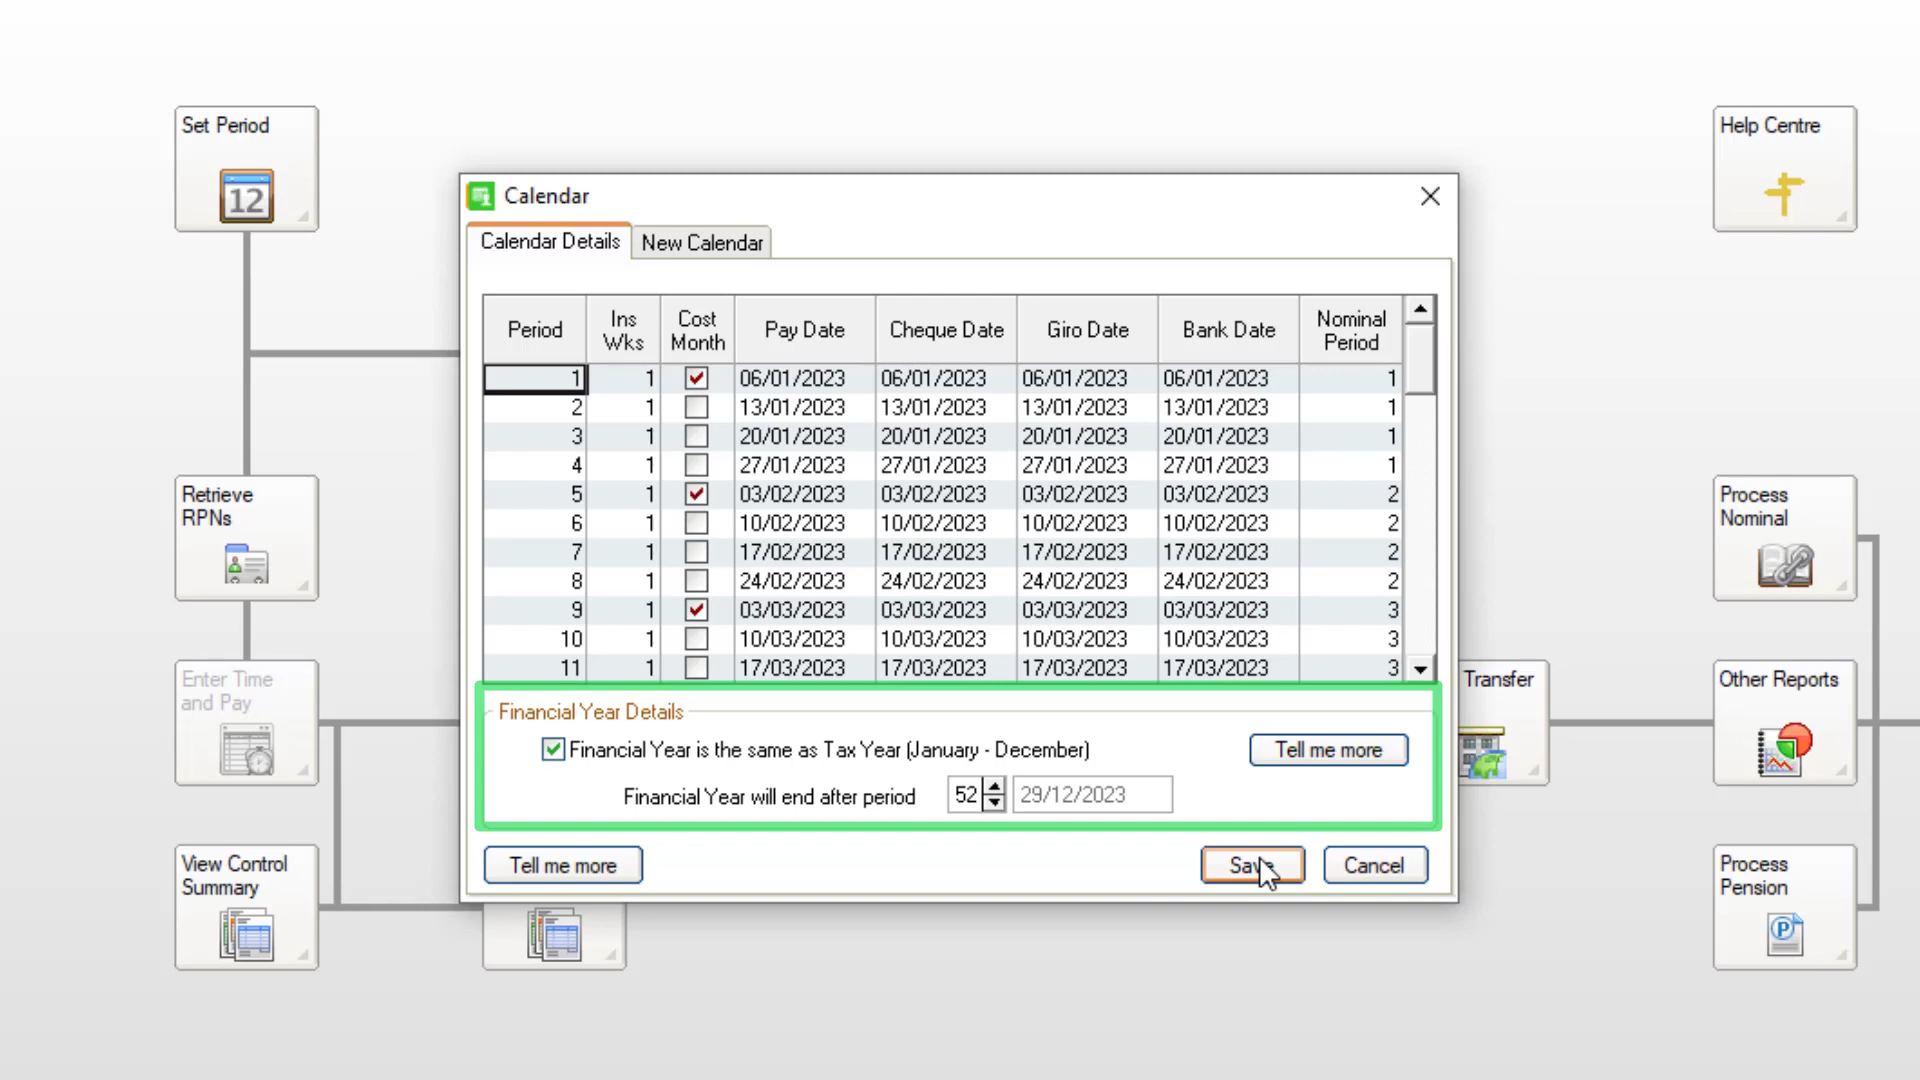 Set Period
12
Help Centre
Calendar
Calendar Details
New Calendar
Period Ins Wks Cost Month Pay Date Cheque Date Giro Date Bank Date Nominal Period
1 1 06/01/2023 06/01/2023 06/01/2023 06/01/2023 1
2 1 13/01/2023 13/01/2023 13/01/2023 13/01/2023 1
3 1 20/01/2023 20/01/2023 20/01/2023 20/01/2023 1
4 1 27/01/2023 27/01/2023 27/01/2023 27/01/2023 1
5 1 03/02/2023 03/02/2023 03/02/2023 03/02/2023 2
6 1 10/02/2023 10/02/2023 10/02/2023 10/02/2023 2
7 1 17/02/2023 17/02/2023 17/02/2023 17/02/2023 2
8 1 24/02/2023 24/02/2023 24/02/2023 24/02/2023 2
9 1 03/03/2023 03/03/2023 03/03/2023 03/03/2023 3
10 1 10/03/2023 10/03/2023 10/03/2023 10/03/2023 3
11 1 17/03/2023 17/03/2023 17/03/2023 17/03/2023 3
Financial Year Details
Financial Year is the same as Tax Year (January - December)
Tell me more
Financial Year will end after period 52 29/12/2023
Tell me more
Save
Cancel
Retrieve
RPNs
Enter Time
and Pay
View Control
Summary
Transfer
Process
Nominal
Other Reports
Process
Pension
P